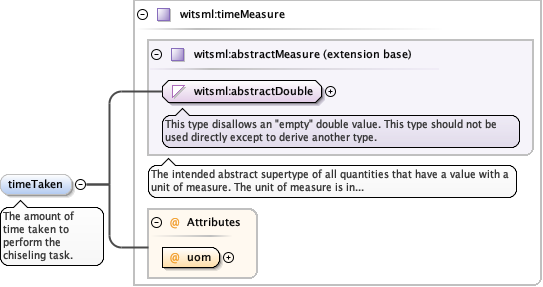 witsml:timeMeasure
witsml:abstractMeasure (extension base)
witsml:abstractDouble
This type disallows an "empty" double value. This type should not be
used directly except to derive another type.
The intended abstract supertype of all quantities that have a value with a
unit of measure. The unit of measure is in...
timeTaken
The amount of
time taken to
perform the
chiseling task.
@ Attributes
@ uom